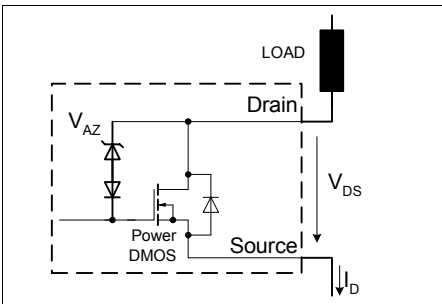 LOAD
Drain
V_AZ
V_DS
Power
DMOS
Source
I_D